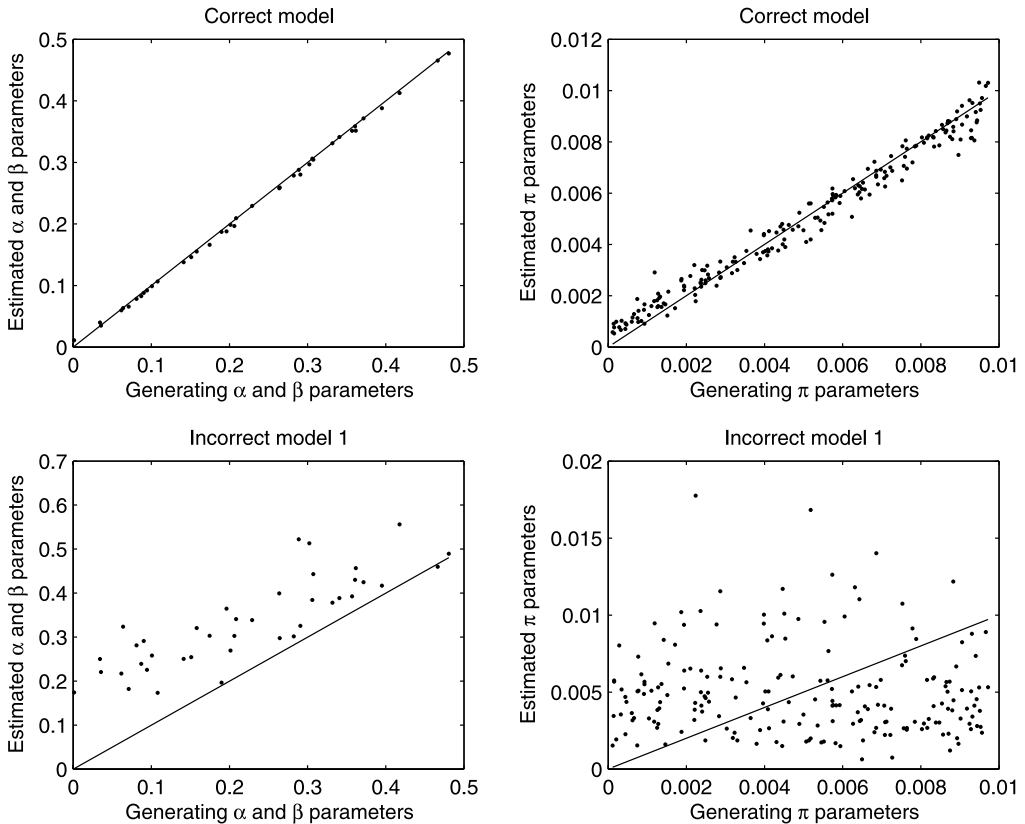 Correct model
0.5
0.4
0.3
0.2
0.1
0
Estimated α and β parameters
0 0.1 0.2 0.3 0.4 0.5
Generating α and β parameters
Correct model
0.012
0.01
0.008
0.006
0.004
0.002
0
Estimated π parameters
0 0.002 0.004 0.006 0.008 0.01
Generating π parameters
Incorrect model 1
0.7
0.6
0.5
0.4
0.3
0.2
0.1
0
Estimated α and β parameters
0 0.1 0.2 0.3 0.4 0.5
Generating α and β parameters
Incorrect model 1
0.02
0.015
0.01
0.005
0
Estimated π parameters
0 0.002 0.004 0.006 0.008 0.01
Generating π parameters